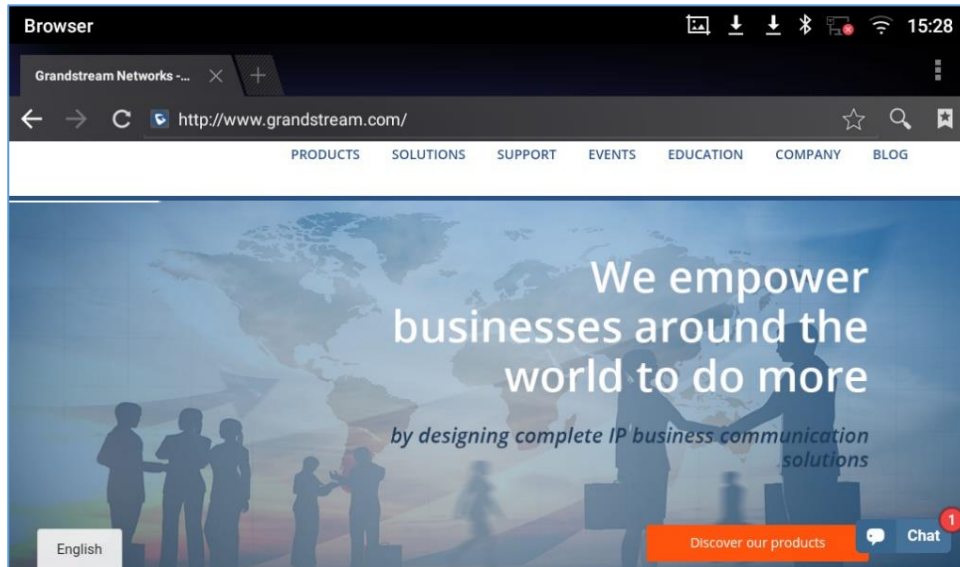 Browser
15:28
Grandstream Networks -...
http://www.grandstream.com/
PRODUCTS SOLUTIONS SUPPORT EVENTS EDUCATION COMPANY BLOG
We empower
businesses around the
world to do more
by designing complete IP business communication
solutions
English
Discover our products
Chat
1